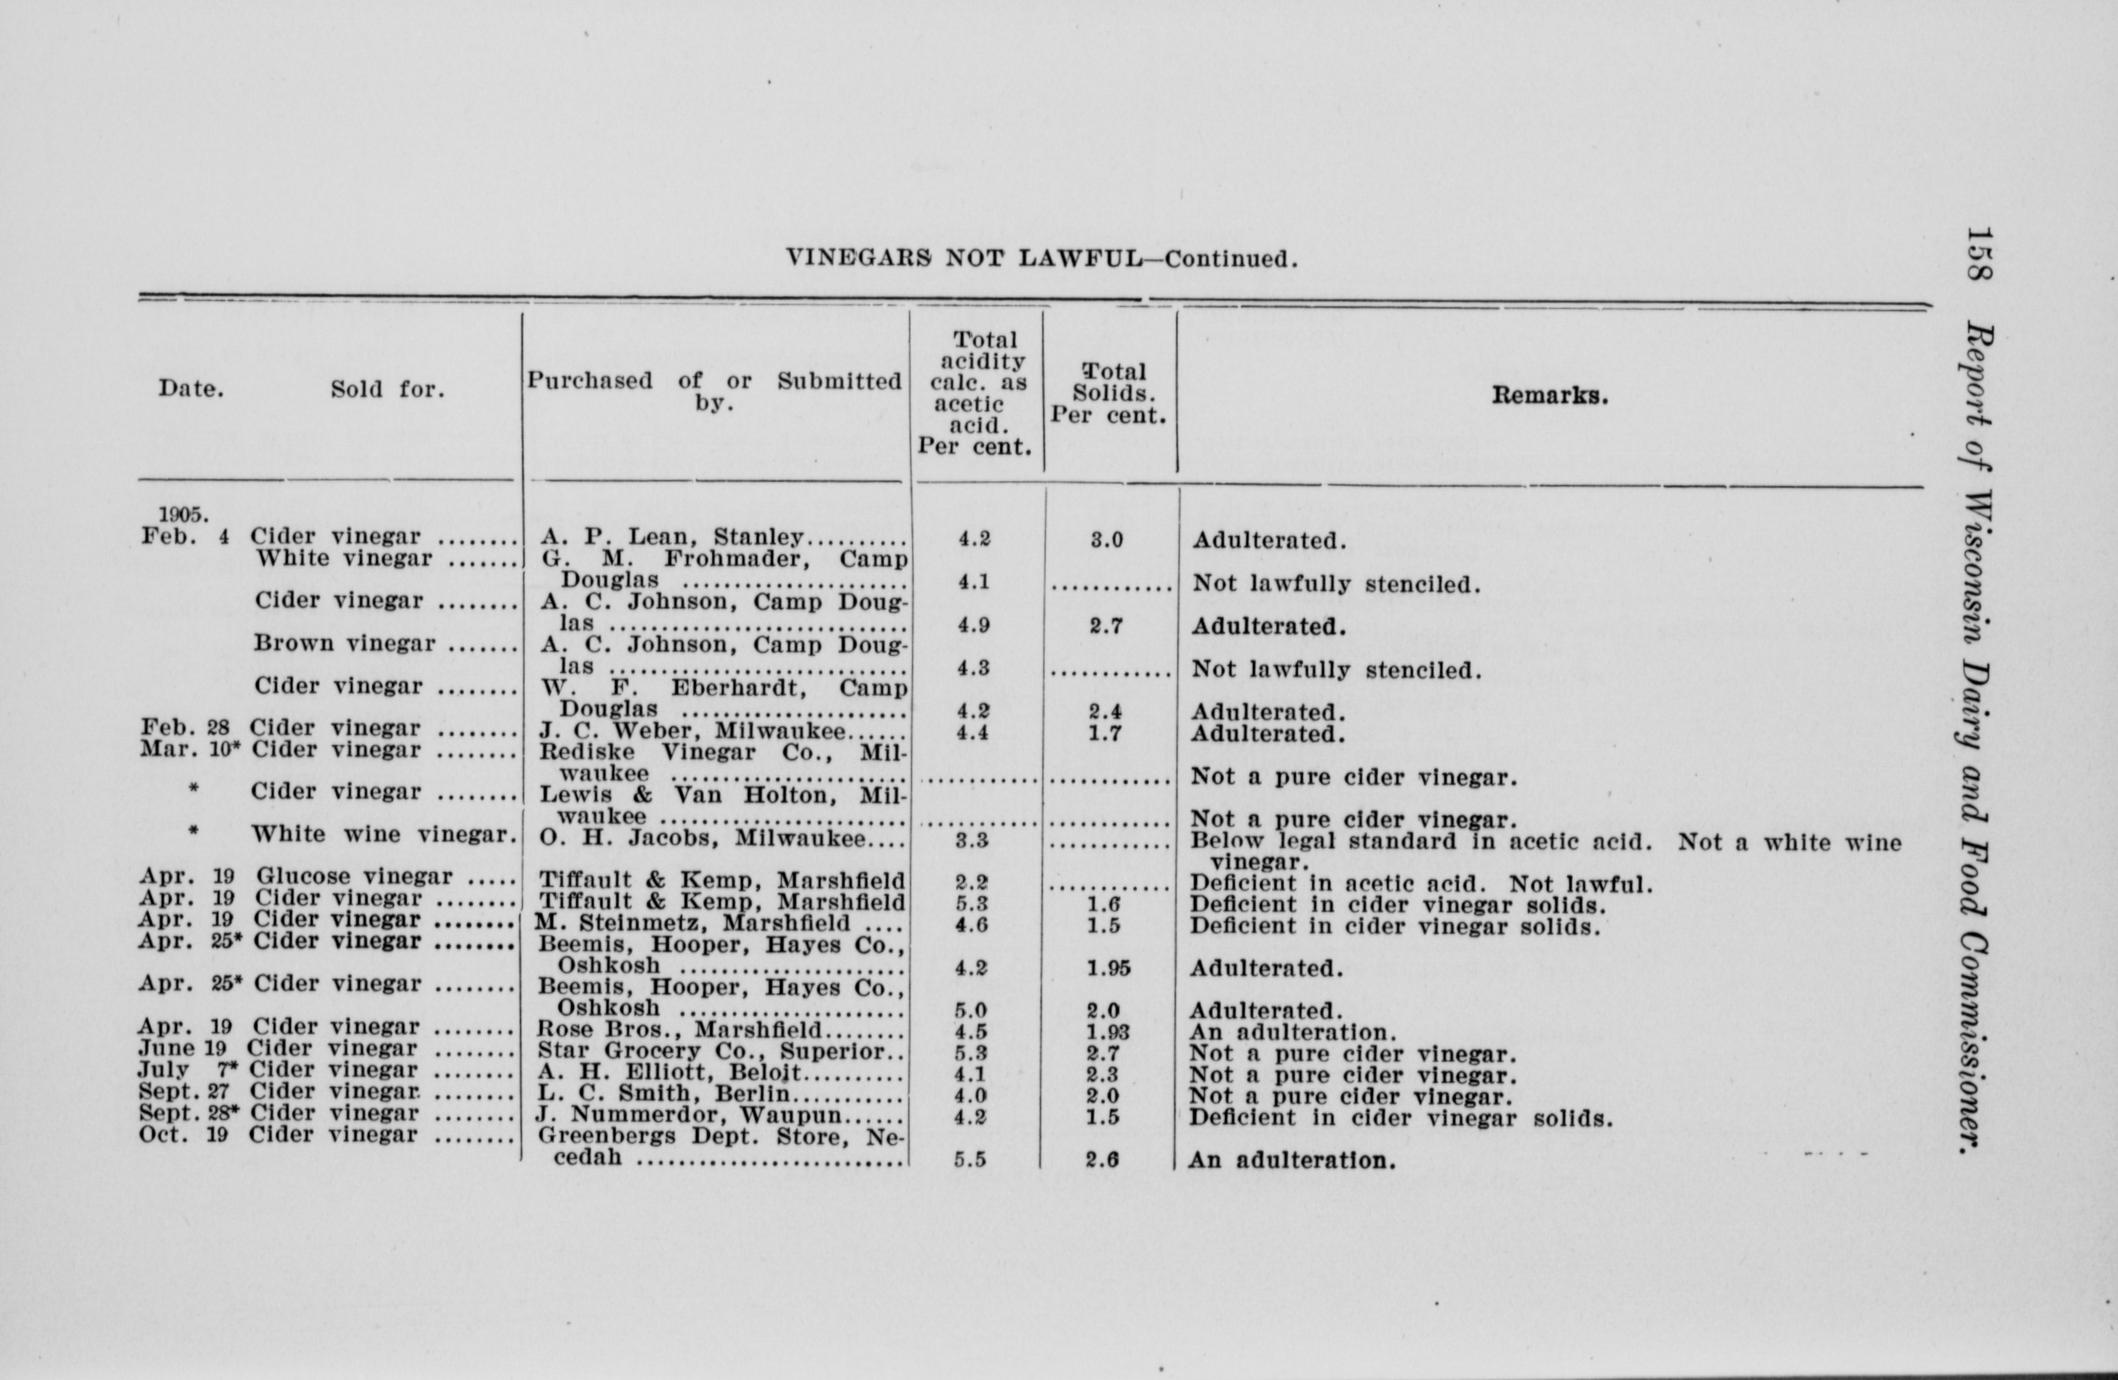 158 Report of Wisconsin Dairy and Food Commissioner.
VINEGARS NOT LAWFUL—Continued.
Date. Sold for. Purchased of or Submitted by. Total acidity calc. as acetic acid. Per cent. Total Solids. Per cent. Remarks.
1905.
Feb. 4 Cider vinegar ........ A. P. Lean, Stanley.......... 4.2 3.0 Adulterated.
White vinegar ....... G. M. Frohmader, Camp
Douglas ...................... 4.1 ............ Not lawfully stenciled.
Cider vinegar ........ A. C. Johnson, Camp Doug-
las ............................. 4.9 2.7 Adulterated.
Brown vinegar ....... A. C. Johnson, Camp Doug-
las ............................. 4.3 ............ Not lawfully stenciled.
Cider vinegar ........ W. F. Eberhardt, Camp
Douglas ...................... 4.2 2.4 Adulterated.
Feb. 28 Cider vinegar ........ J. C. Weber, Milwaukee...... 4.4 1.7 Adulterated.
Mar. 10* Cider vinegar ........ Rediske Vinegar Co., Mil-
waukee ....................... ............ ............ Not a pure cider vinegar.
* Cider vinegar ........ Lewis & Van Holton, Mil-
waukee ........................ ............ ............ Not a pure cider vinegar.
* White wine vinegar. O. H. Jacobs, Milwaukee.... 3.3 ............ Below legal standard in acetic acid. Not a white wine
vinegar.
Apr. 19 Glucose vinegar ..... Tiffault & Kemp, Marshfield 2.2 ............ Deficient in acetic acid. Not lawful.
Apr. 19 Cider vinegar ........ Tiffault & Kemp, Marshfield 5.3 1.6 Deficient in cider vinegar solids.
Apr. 19 Cider vinegar ........ M. Steinmetz, Marshfield .... 4.6 1.5 Deficient in cider vinegar solids.
Apr. 25* Cider vinegar ........ Beemis, Hooper, Hayes Co.,
Oshkosh ...................... 4.2 1.95 Adulterated.
Apr. 25* Cider vinegar ........ Beemis, Hooper, Hayes Co.,
Oshkosh ...................... 5.0 2.0 Adulterated.
Apr. 19 Cider vinegar ........ Rose Bros., Marshfield........ 4.5 1.93 An adulteration.
June 19 Cider vinegar ........ Star Grocery Co., Superior.. 5.3 2.7 Not a pure cider vinegar.
July 7* Cider vinegar ........ A. H. Elliott, Beloit.......... 4.1 2.3 Not a pure cider vinegar.
Sept. 27 Cider vinegar. ........ L. C. Smith, Berlin........... 4.0 2.0 Not a pure cider vinegar.
Sept. 28* Cider vinegar ........ J. Nummerdor, Waupun...... 4.2 1.5 Deficient in cider vinegar solids.
Oct. 19 Cider vinegar ........ Greenbergs Dept. Store, Ne-
cedah .......................... 5.5 2.6 An adulteration.